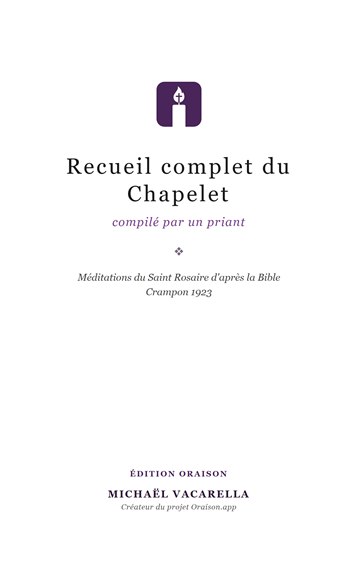 Recueil complet du
Chapelet
compilé par un priant
Méditations du Saint Rosaire d'après la Bible
Crampon 1923
ÉDITION ORAISON
MICHAËL VACARELLA
Créateur du projet Oraison.app